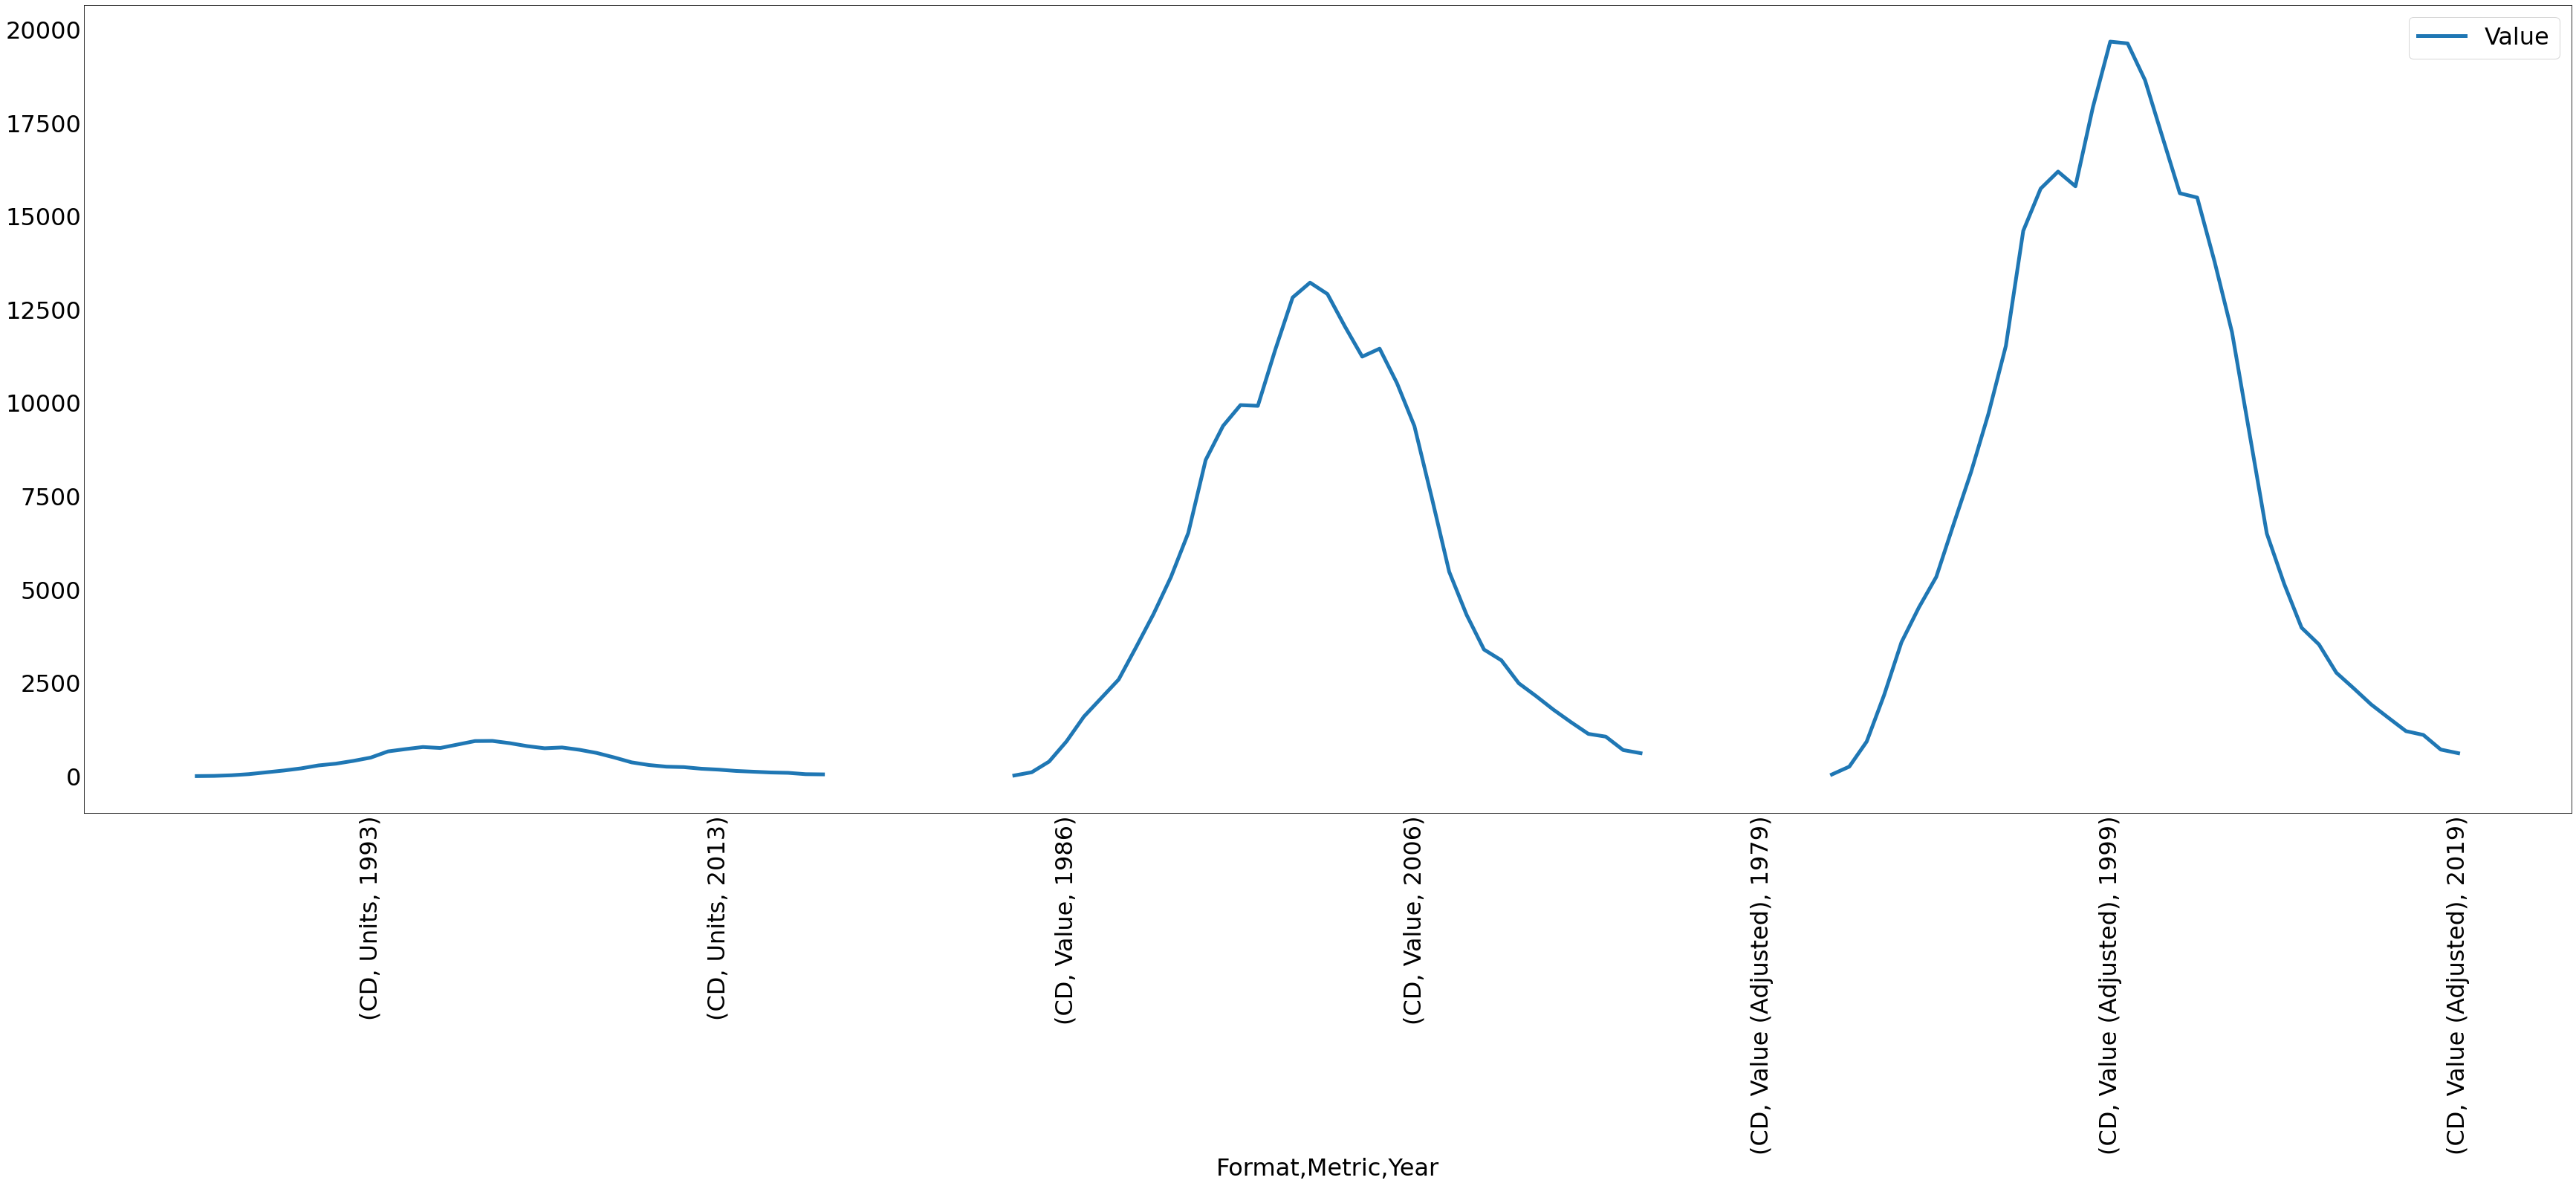 20000
17500
15000
12500
10000
7500
5000
2500
0
Value
(CD, Units, 1993)
(CD, Units, 2013)
(CD, Value, 1986)
(CD, Value, 2006)
(CD, Value (Adjusted), 1979)
(CD, Value (Adjusted), 1999)
(CD, Value (Adjusted), 2019)
Format,Metric,Year